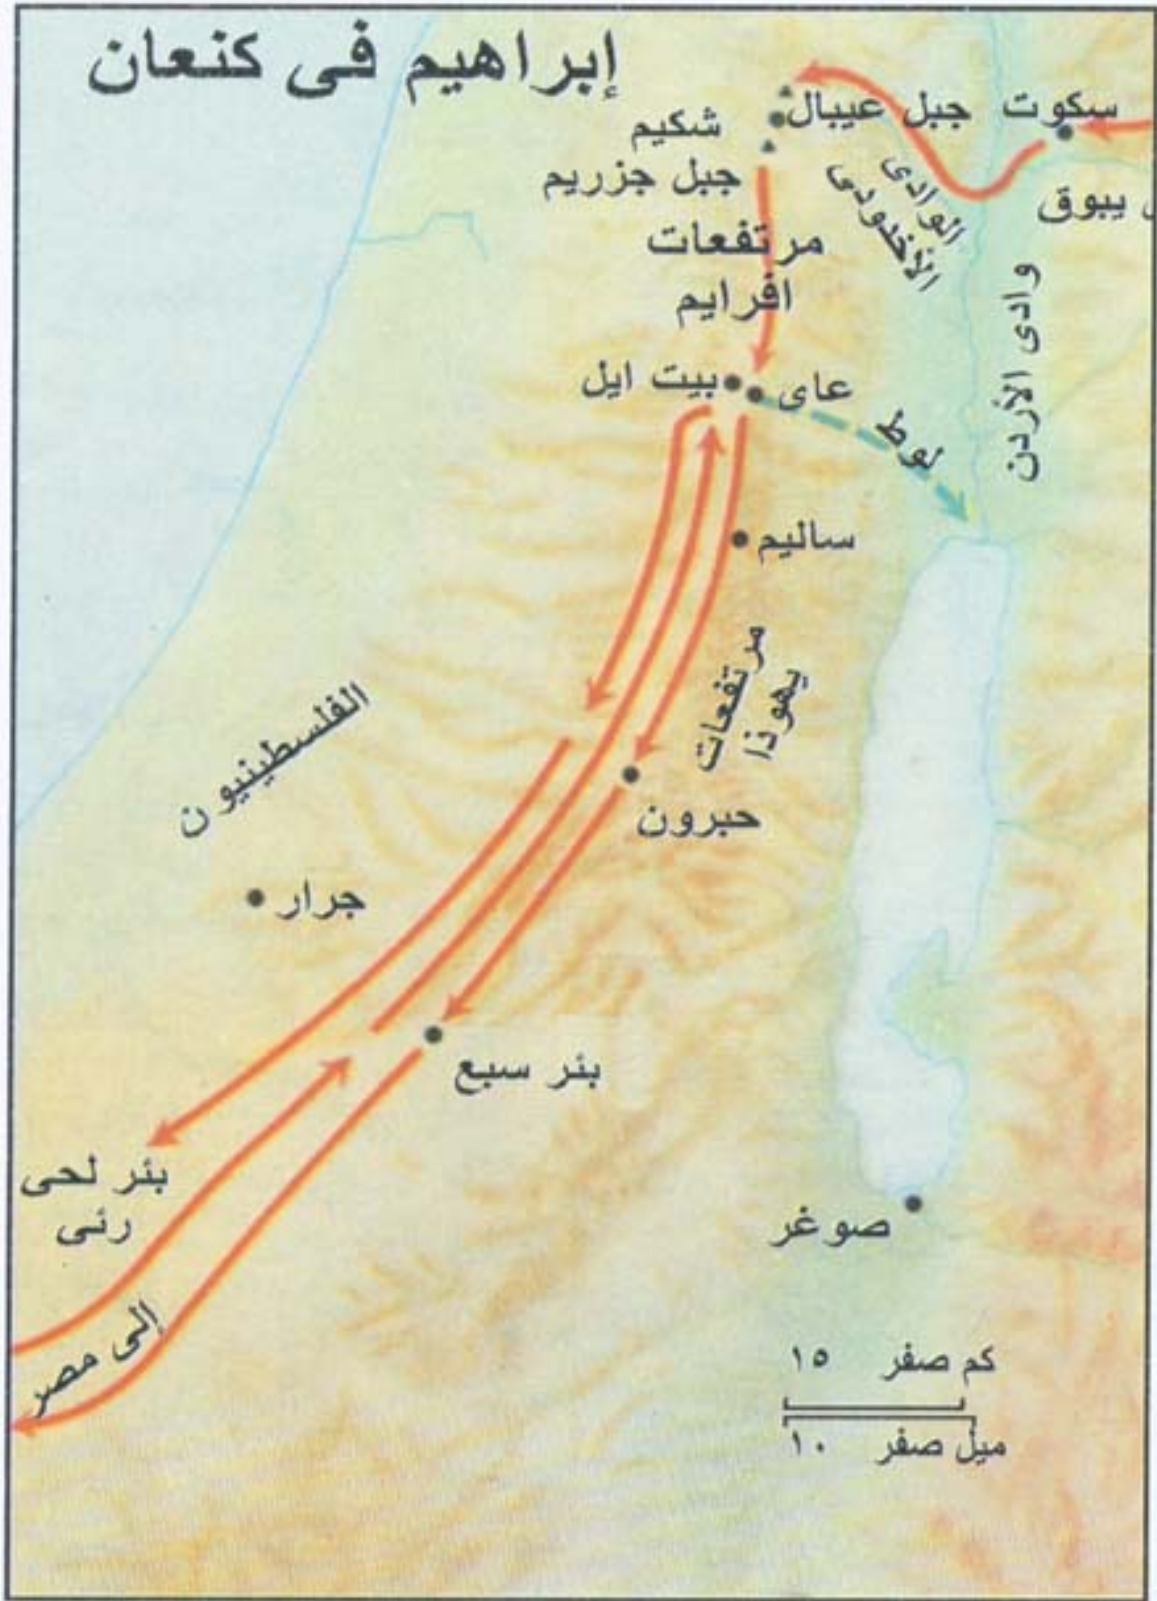 إبراهيم فى كنعان
سكوت
جبل عيبال
شكيم
جبل جزريم
يبوق
الوادى
الأخدودى
مرتفعات
افرايم
وادى الأردن
بيت ايل
عاى
لوط
ساليم
مرتفعات
يهوذا
الفلسطينيون
حبرون
جرار
بئر سبع
بئر لحى
رئى
صوغر
إلى مصر
كم صفر ١٥
ميل صفر ١٠